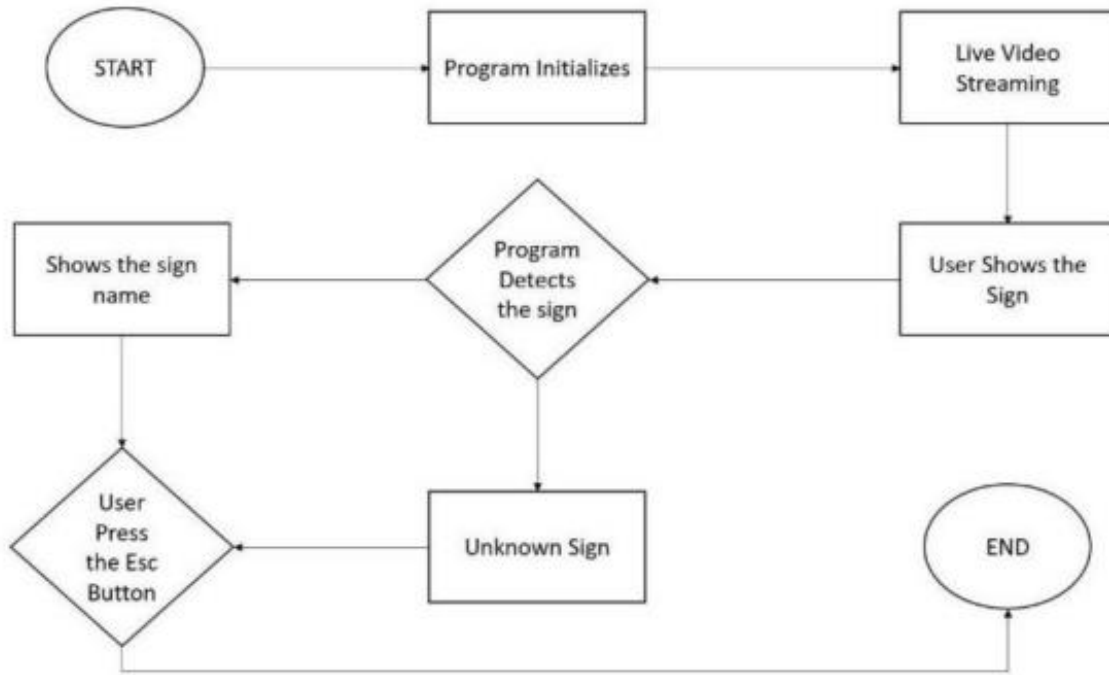 START
Program Initializes
Live Video
Streaming
User Shows the
Sign
Program
Detects
the sign
Shows the sign
name
Unknown Sign
User
Press
the Esc
Button
END